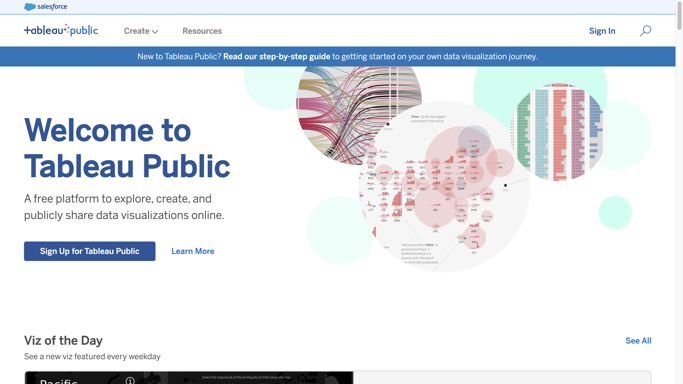 salesforce
tableau public
Create
Resources
Sign In
New to Tableau Public? Read our step-by-step guide to getting started on your own data visualization journey.
Welcome to
Tableau Public
A free platform to explore, create, and
publicly share data visualizations online.
Sign Up for Tableau Public
Learn More
Viz of the Day
See All
See a new viz featured every weekday
Pacific